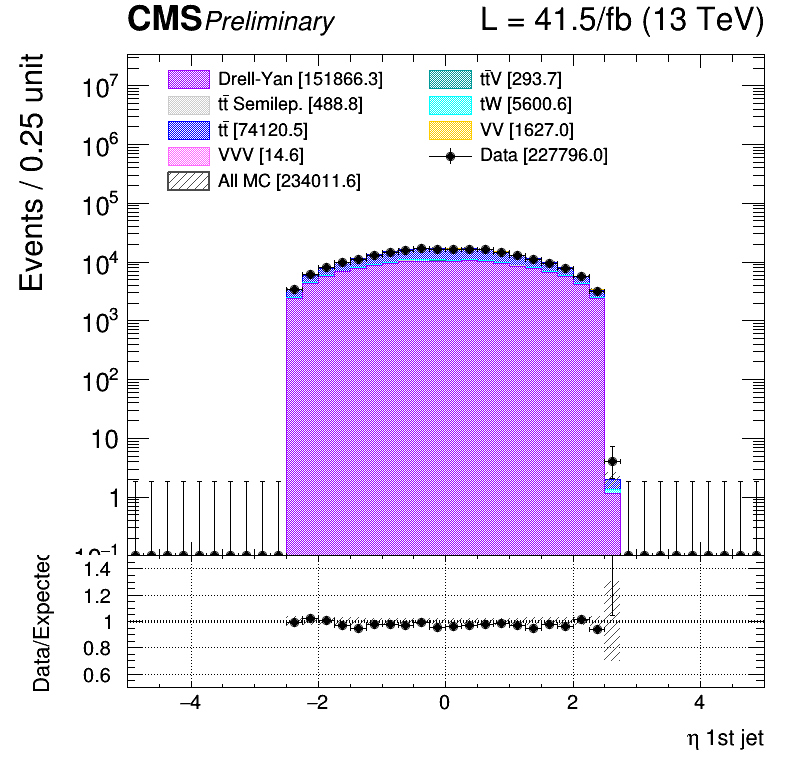 CMS Preliminary L = 41.5/fb (13 TeV)
Events / 0.25 unit
Drell-Yan [151866.3]
tt̄ Semilep. [488.8]
tt̄ [74120.5]
VVV [14.6]
All MC [234011.6]
tt̄V [293.7]
tW [5600.6]
VV [1627.0]
Data [227796.0]
10⁷
10⁶
10⁵
10⁴
10³
10²
10
1
10⁻¹
Data/Expected
1.4
1.2
1
0.8
0.6
−4 −2 0 2 4
η 1st jet